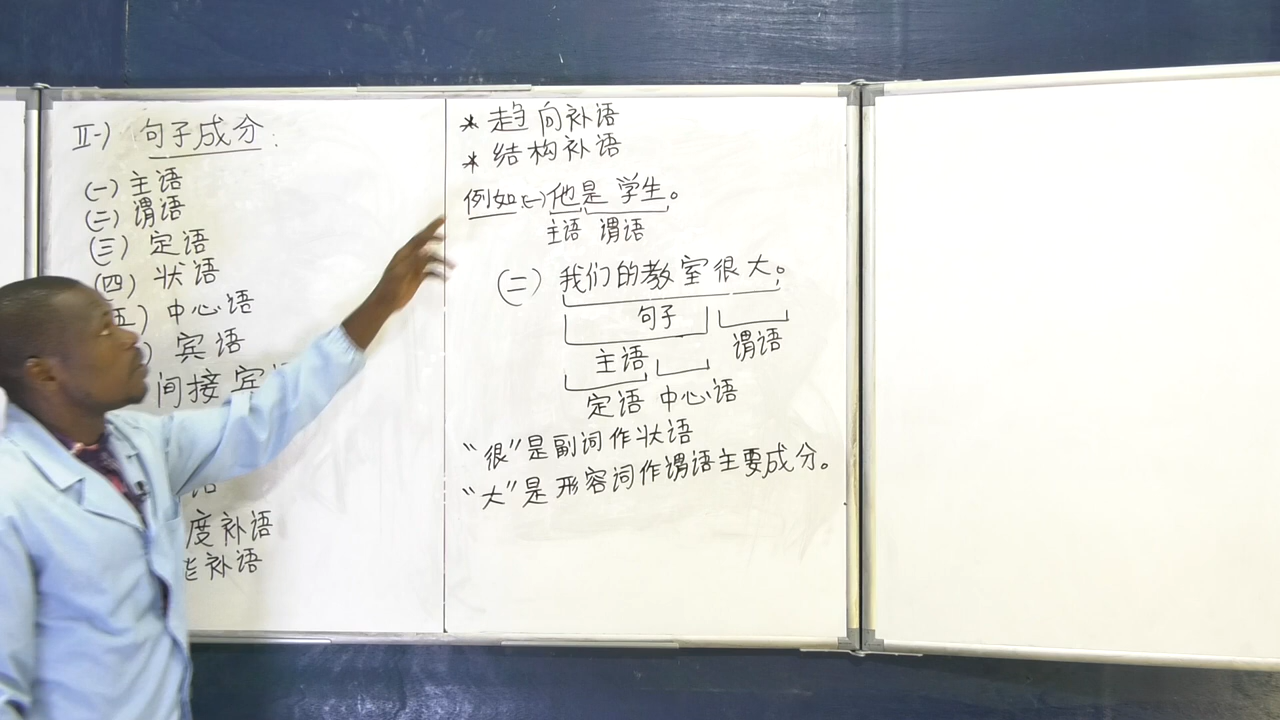 II-) 句子成分:
(一) 主语
(二) 谓语
(三) 定语
(四) 状语
五) 中心语
) 宾语
间接宾
语
度补语
能补语
* 趋向补语
* 结构补语
例如:(一)他是学生。
主语 谓语
(二) 我们的教室很大。
句子
主语 谓语
定语 中心语
“很”是副词作状语
“大”是形容词作谓语主要成分。